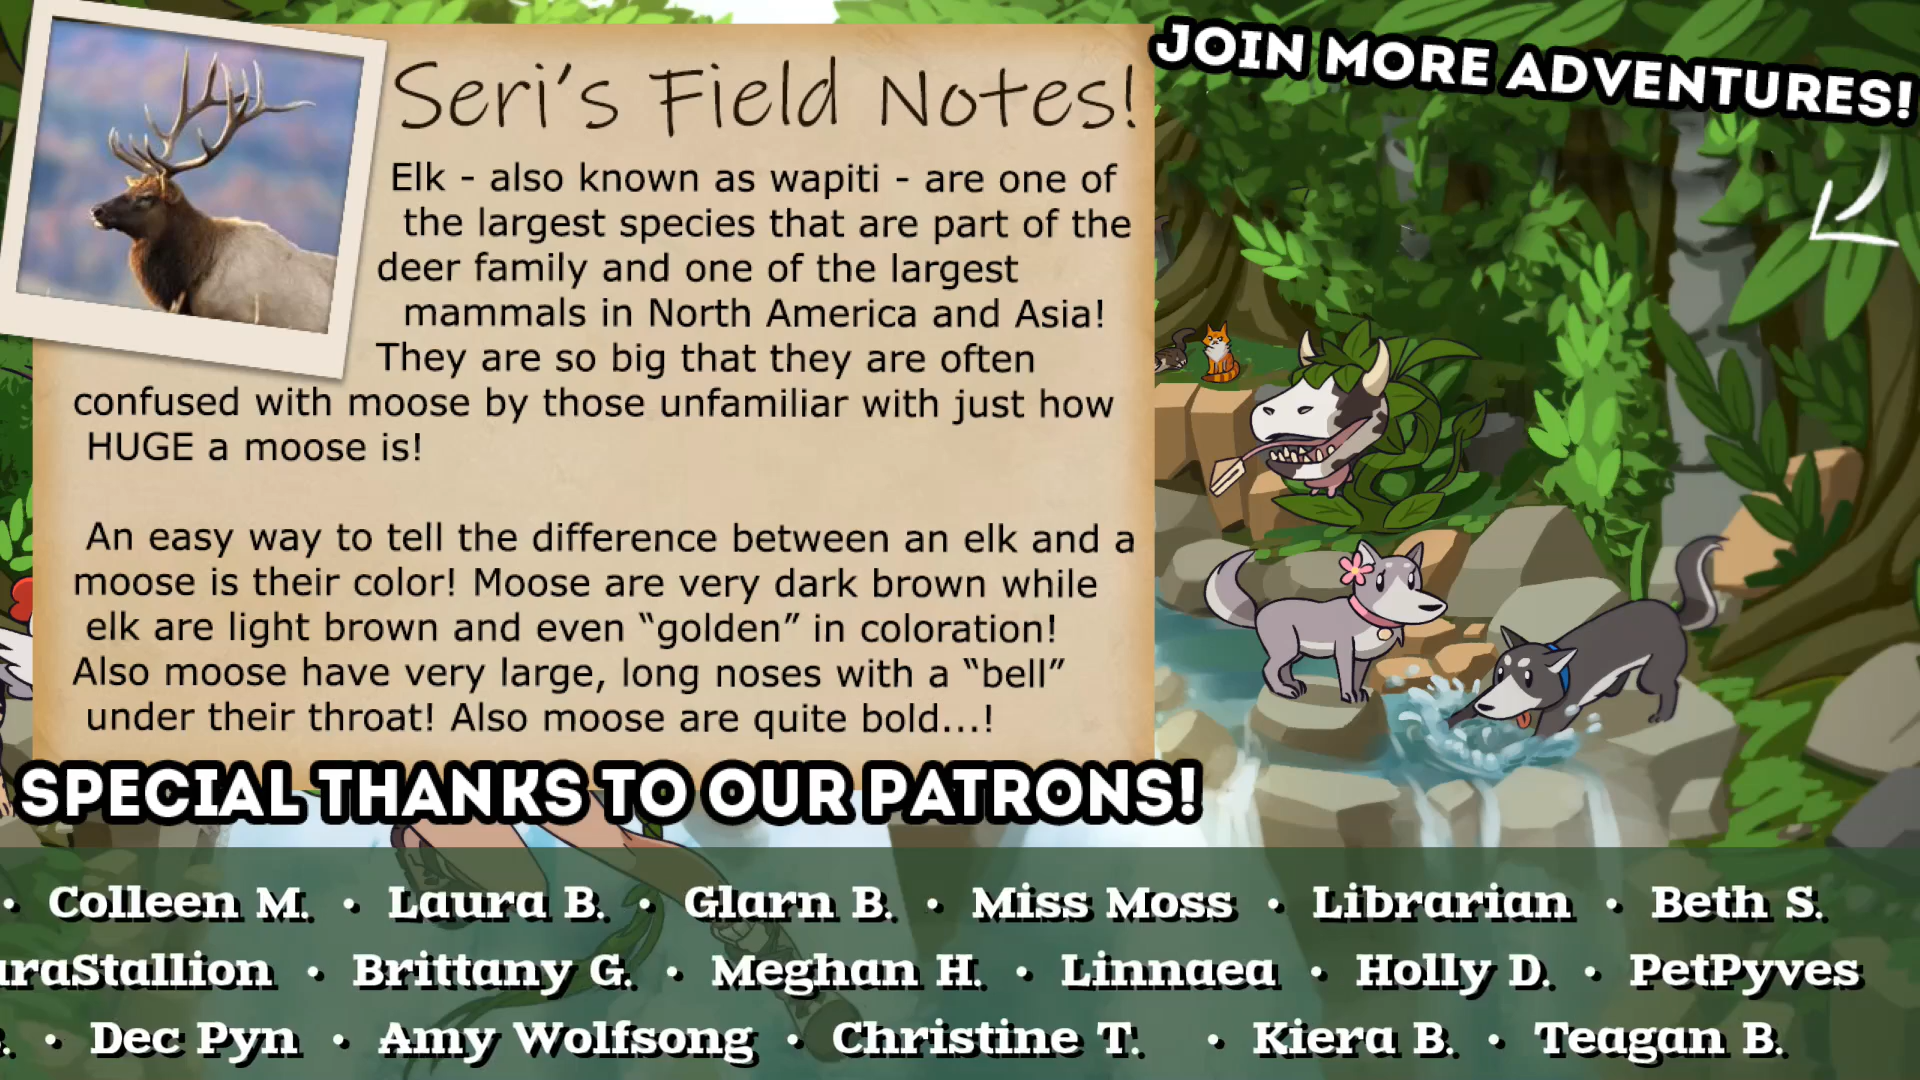 Seri's Field Notes!
JOIN MORE ADVENTURES!
Elk - also known as wapiti - are one of
the largest species that are part of the
deer family and one of the largest
mammals in North America and Asia!
They are so big that they are often
confused with moose by those unfamiliar with just how
HUGE a moose is!
An easy way to tell the difference between an elk and a
moose is their color! Moose are very dark brown while
elk are light brown and even “golden” in coloration!
Also moose have very large, long noses with a “bell”
under their throat! Also moose are quite bold...!
SPECIAL THANKS TO OUR PATRONS!
• Colleen M. • Laura B. • Glarn B. • Miss Moss • Librarian • Beth S.
araStallion • Brittany G. • Meghan H. • Linnaea • Holly D. • PetPyves
. • Dec Pyn • Amy Wolfsong • Christine T. • Kiera B. • Teagan B.